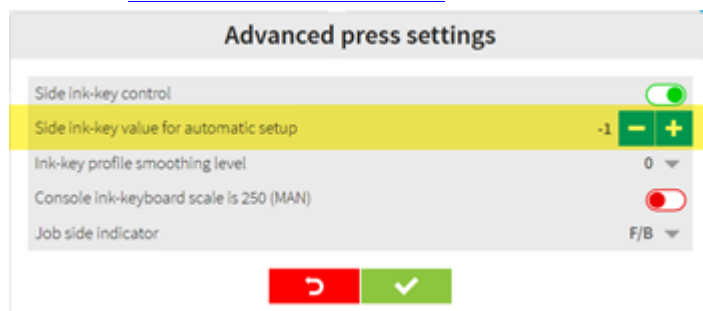 Advanced press settings
Side ink-key control
Side ink-key value for automatic setup -1 − +
Ink-key profile smoothing level 0
Console ink-keyboard scale is 250 (MAN)
Job side indicator F/B